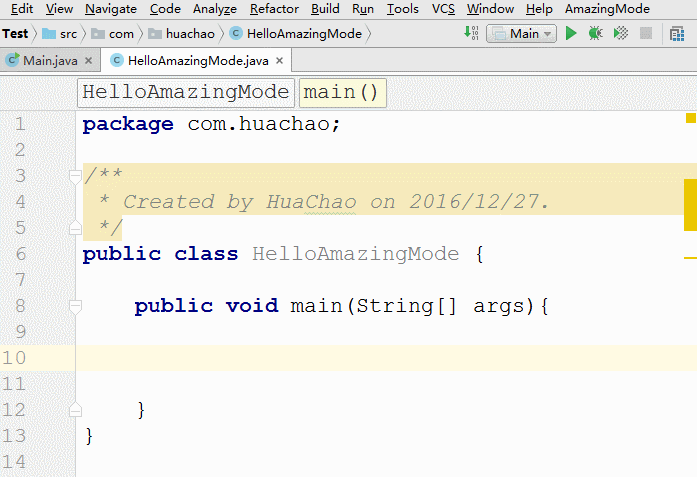 Edit View Navigate Code Analyze Refactor Build Run Tools VCS Window Help AmazingMode
Test src com huachao HelloAmazingMode Main
Main.java HelloAmazingMode.java
HelloAmazingMode main()
1 package com.huachao;
2
3 /**
4 * Created by HuaChao on 2016/12/27.
5 */
6 public class HelloAmazingMode {
7
8 public void main(String[] args){
9
10
11
12 }
13 }
14